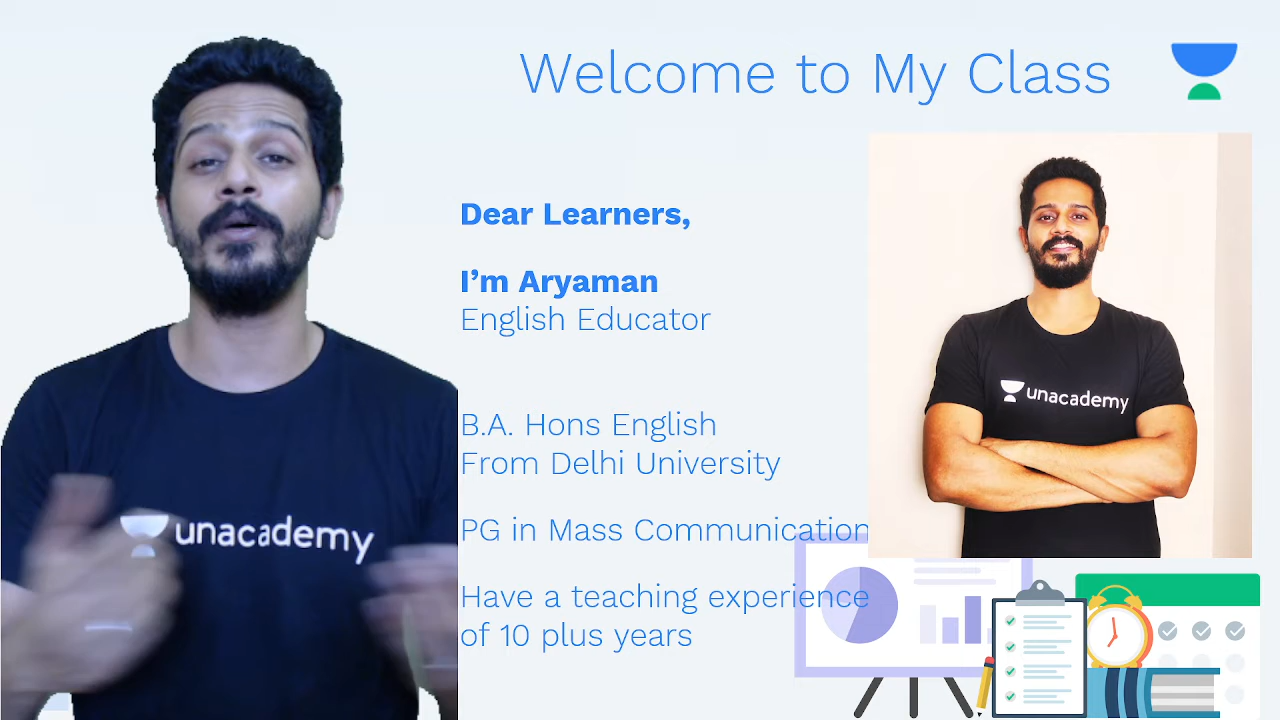 Welcome to My Class
Dear Learners,
I'm Aryaman
English Educator
B.A. Hons English
From Delhi University
PG in Mass Communication
Have a teaching experience
of 10 plus years
unacademy
unacademy